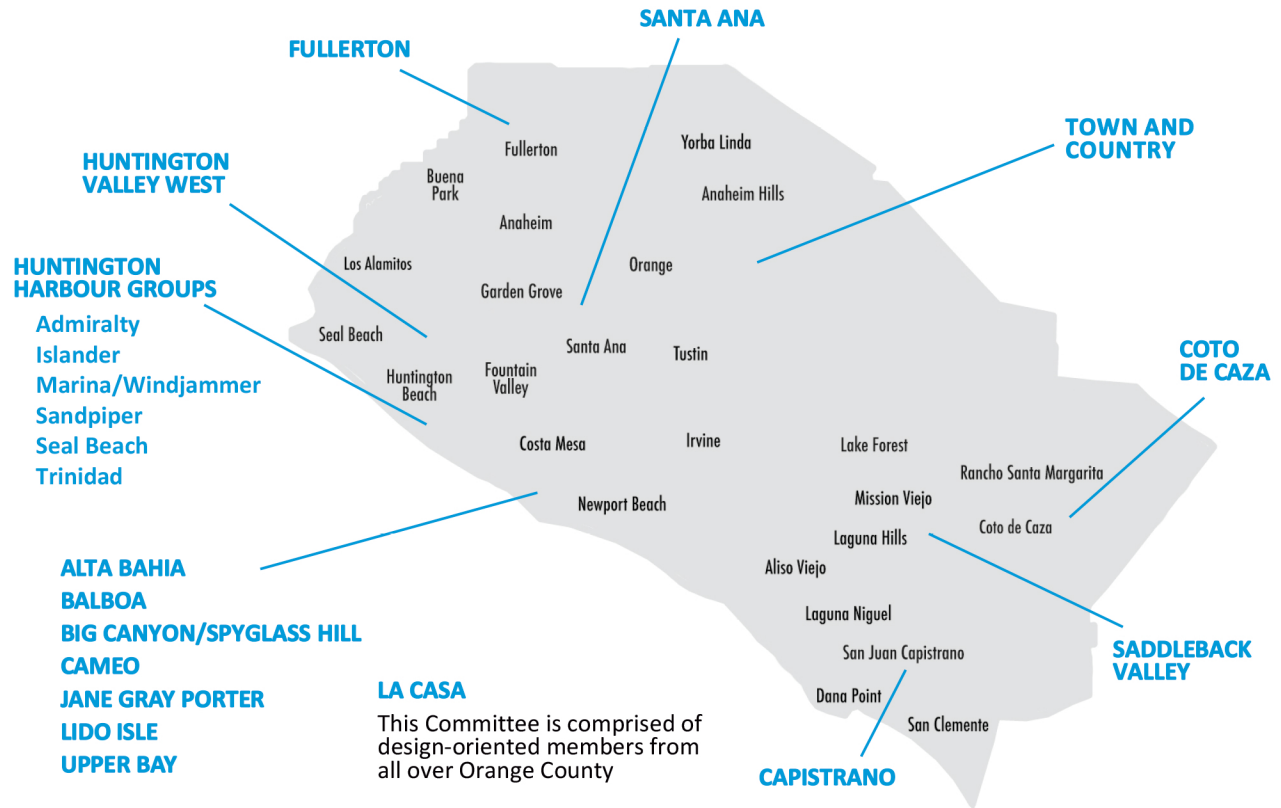 SANTA ANA
FULLERTON
TOWN AND
COUNTRY
HUNTINGTON
VALLEY WEST
HUNTINGTON
HARBOUR GROUPS
Admiralty
Islander
Marina/Windjammer
Sandpiper
Seal Beach
Trinidad
COTO
DE CAZA
Fullerton
Yorba Linda
Buena
Park
Anaheim Hills
Anaheim
Los Alamitos
Orange
Garden Grove
Seal Beach
Santa Ana
Tustin
Huntington
Beach
Fountain
Valley
Costa Mesa
Irvine
Lake Forest
Rancho Santa Margarita
Newport Beach
Mission Viejo
Coto de Caza
Laguna Hills
Aliso Viejo
Laguna Niguel
San Juan Capistrano
Dana Point
San Clemente
ALTA BAHIA
BALBOA
BIG CANYON/SPYGLASS HILL
CAMEO
JANE GRAY PORTER
LIDO ISLE
UPPER BAY
LA CASA
This Committee is comprised of
design-oriented members from
all over Orange County
SADDLEBACK
VALLEY
CAPISTRANO